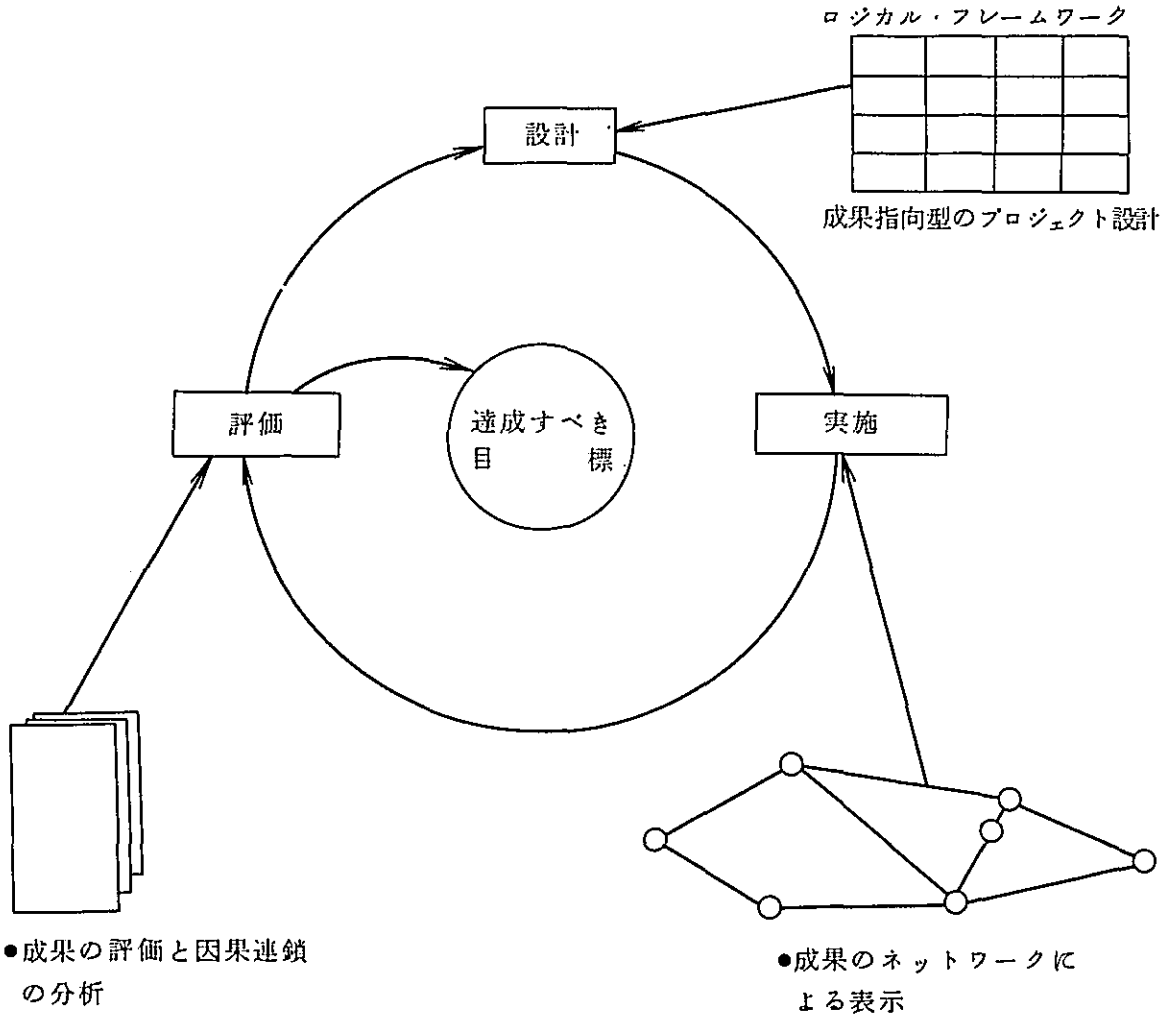 ロジカル・フレームワーク
設計
成果指向型のプロジェクト設計
評価
達成すべき
目標
実施
●成果の評価と因果連鎖
の分析
●成果のネットワークに
よる表示